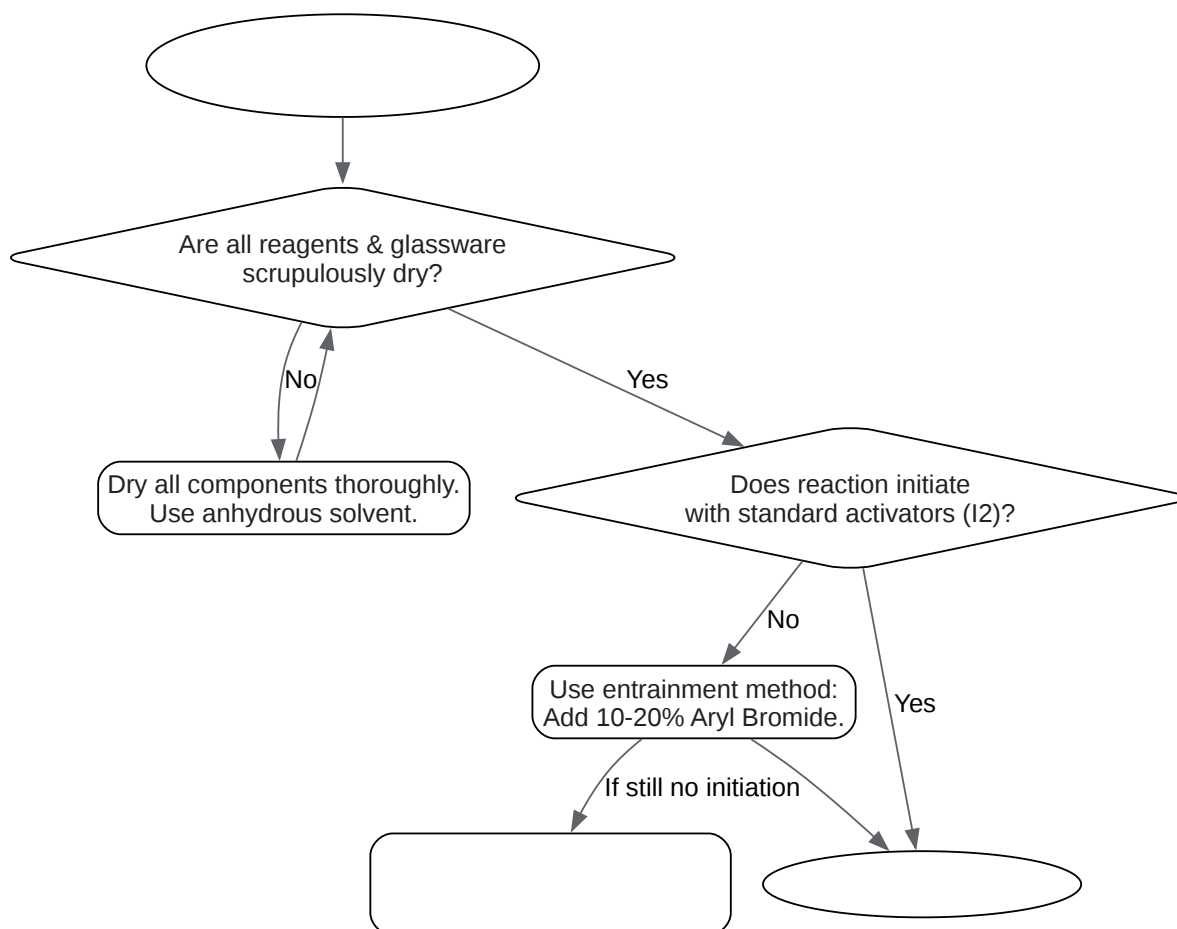 Are all reagents & glassware
scrupulously dry?
No
Yes
Dry all components thoroughly.
Use anhydrous solvent.
Does reaction initiate
with standard activators (I2)?
No
Yes
Use entrainment method:
Add 10-20% Aryl Bromide.
If still no initiation